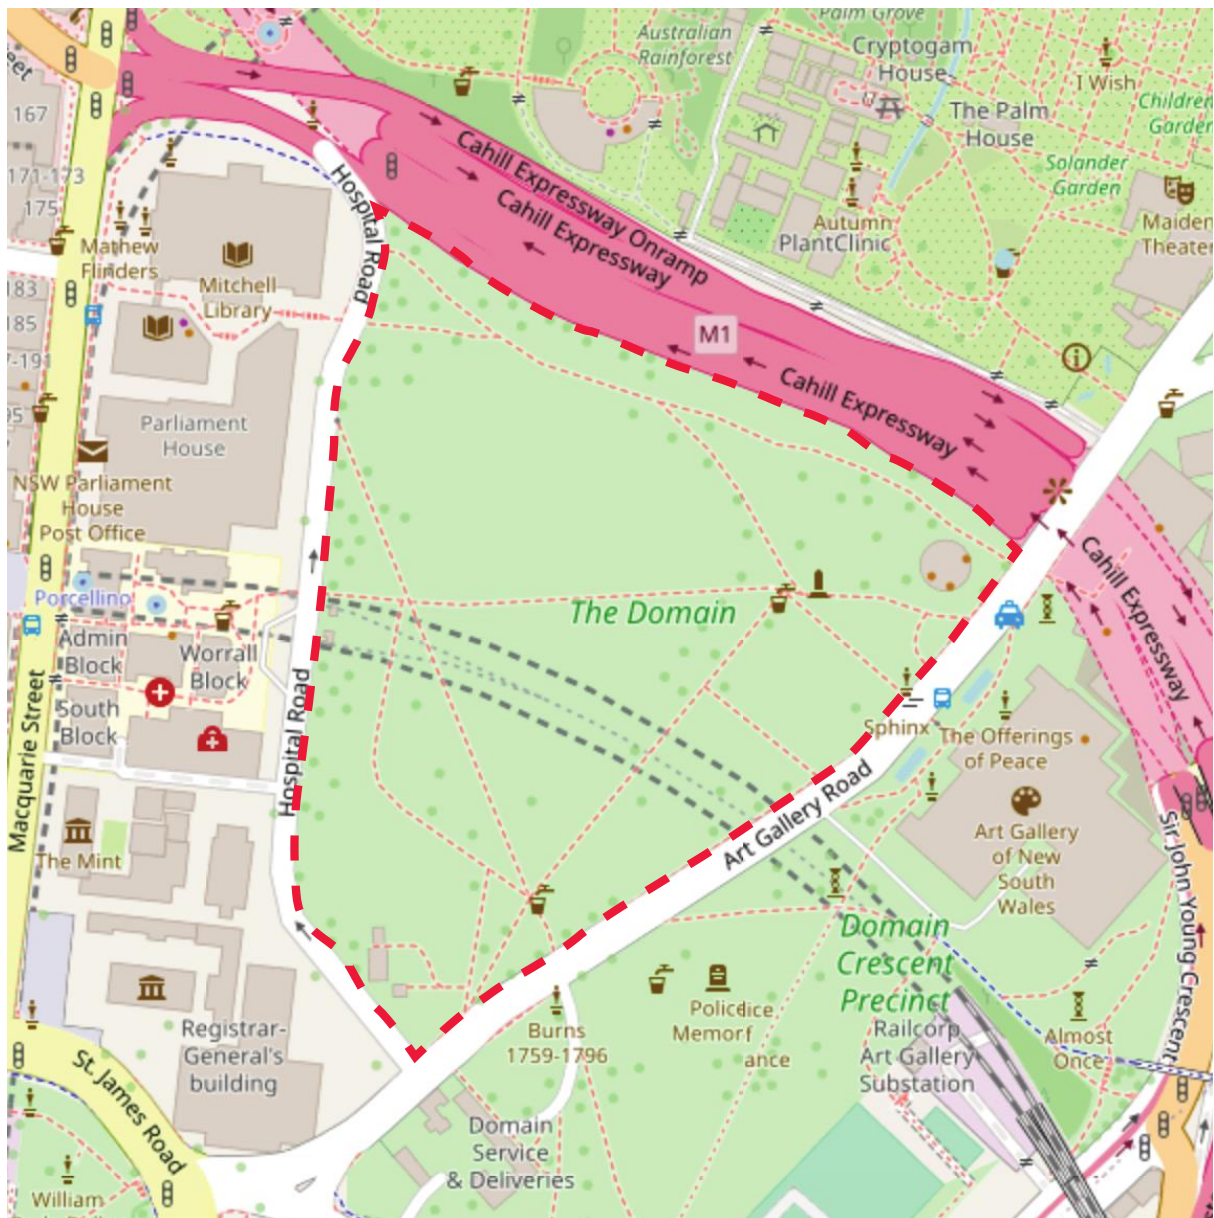 Palm Grove
Australian
Rainforest
Cryptogam
House
I Wish
eet
167
The Palm
House
Children
Garden
Cahill Expressway Onramp
Cahill Expressway
171-173
175
Hospital Road
Solander
Garden
Autumn
PlantClinic
Maiden
Theater
Mathew
Flinders
Mitchell
Library
183
185
7-191
95
M1
Cahill Expressway
Parliament
House
NSW Parliament
House
Post Office
Cahill Expressway
Porcellino
The Domain
Admin
Block
Worrall
Block
South
Block
Hospital Road
Macquarie Street
Sphinx
The Offerings
of Peace
Art Gallery Road
Art Gallery
of New
South
Wales
The Mint
Sir John Young Crescent
Domain
Crescent
Precinct
Registrar-
General's
building
Burns
1759-1796
Railcorp
Art Gallery
Substation
Almost
Once
ance
St. James Road
Domain
Service
& Deliveries
William